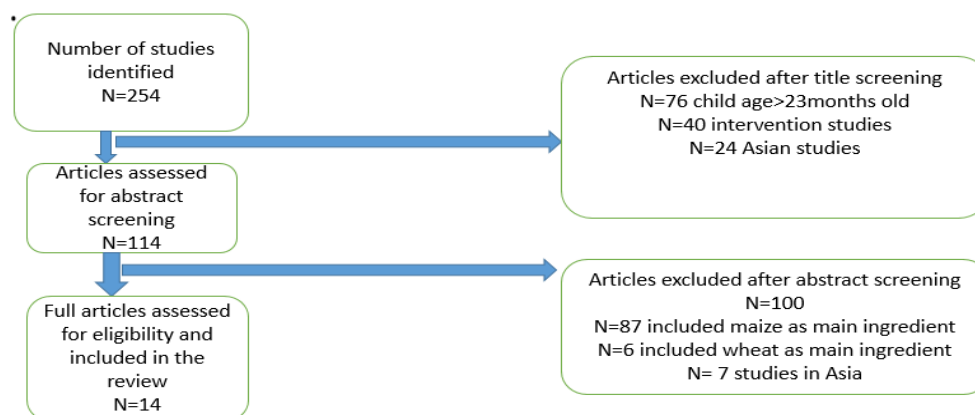 Number of studies
identified
N=254
Articles excluded after title screening
N=76 child age>23months old
N=40 intervention studies
N=24 Asian studies
Articles assessed
for abstract
screening
N=114
Articles excluded after abstract screening
N=100
N=87 included maize as main ingredient
N=6 included wheat as main ingredient
N= 7 studies in Asia
Full articles assessed
for eligibility and
included in the
review
N=14